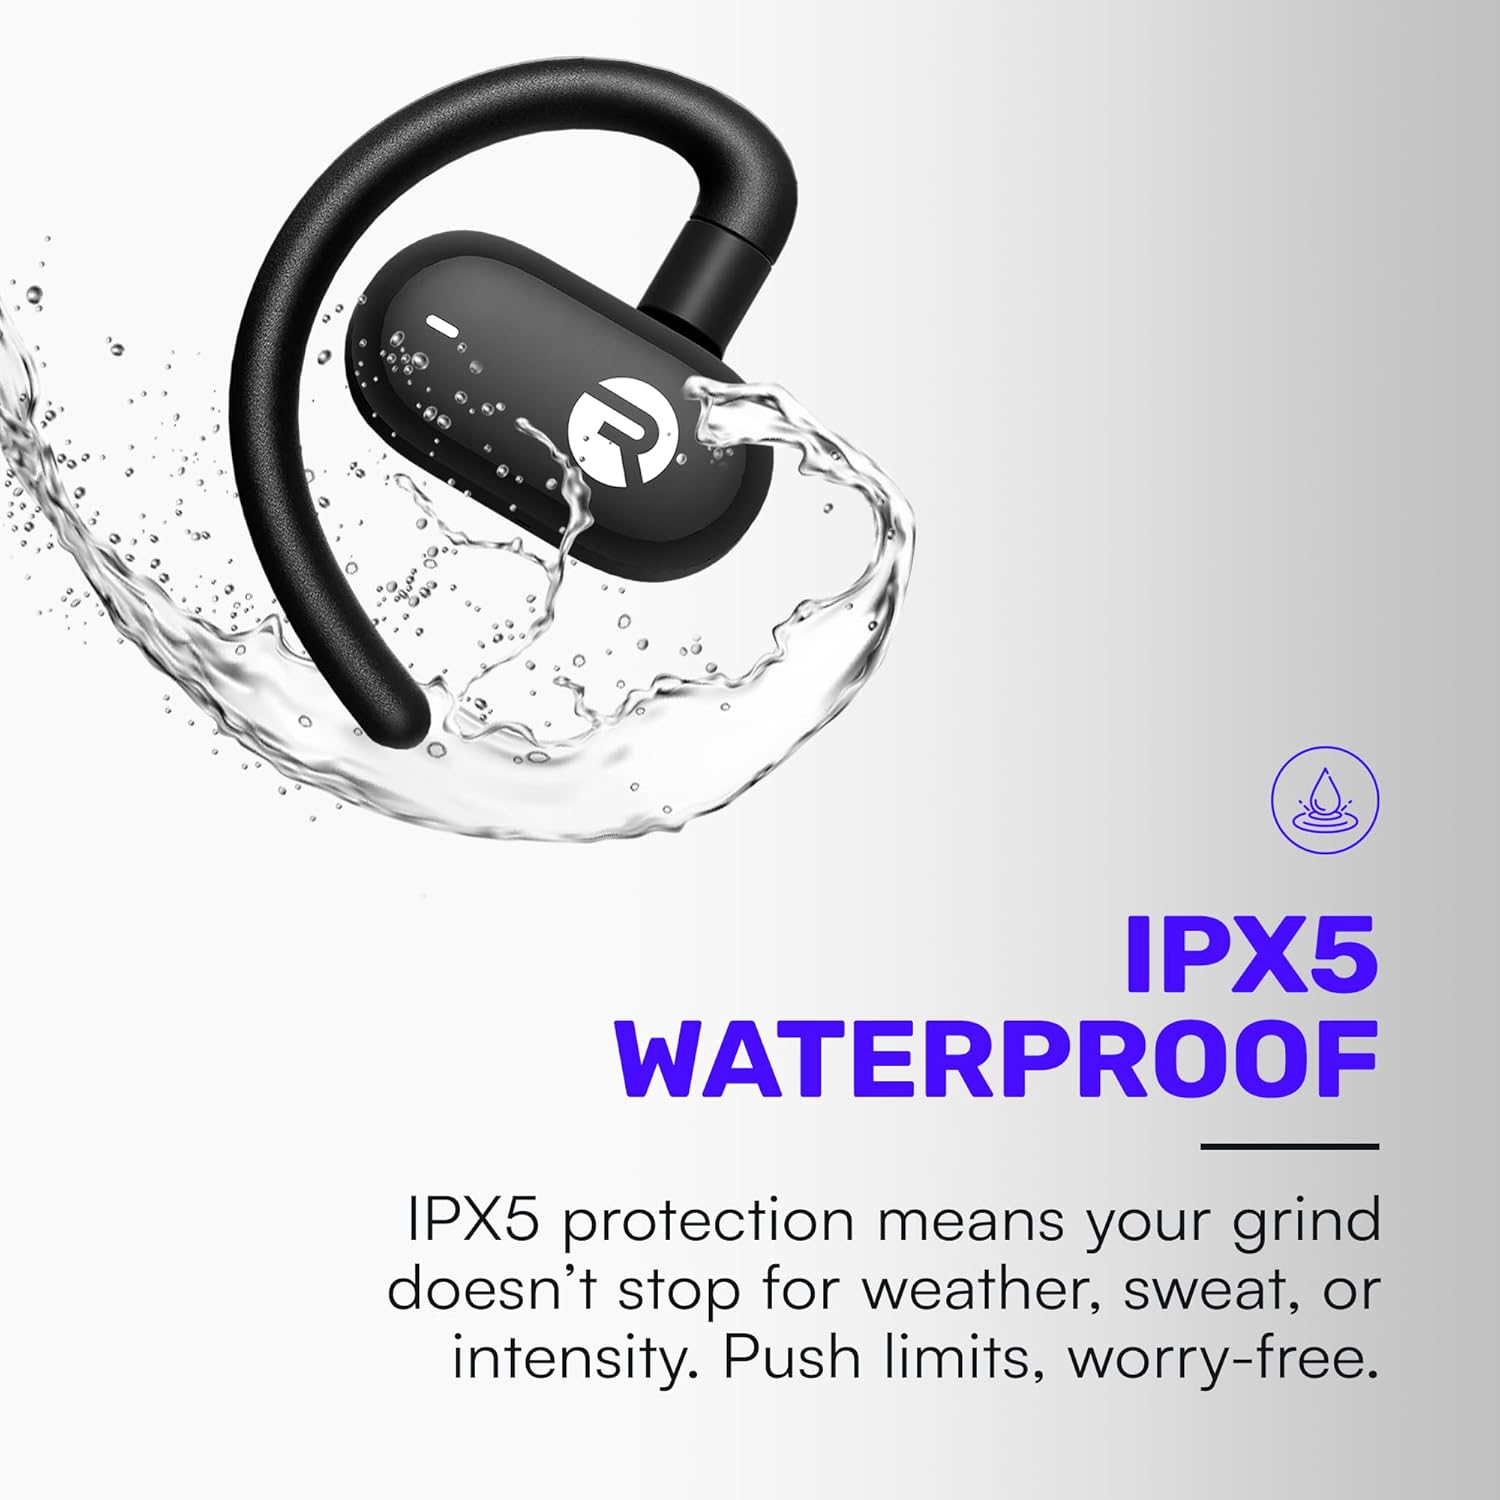 IPX5
WATERPROOF
IPX5 protection means your grind
doesn't stop for weather, sweat, or
intensity. Push limits, worry-free.